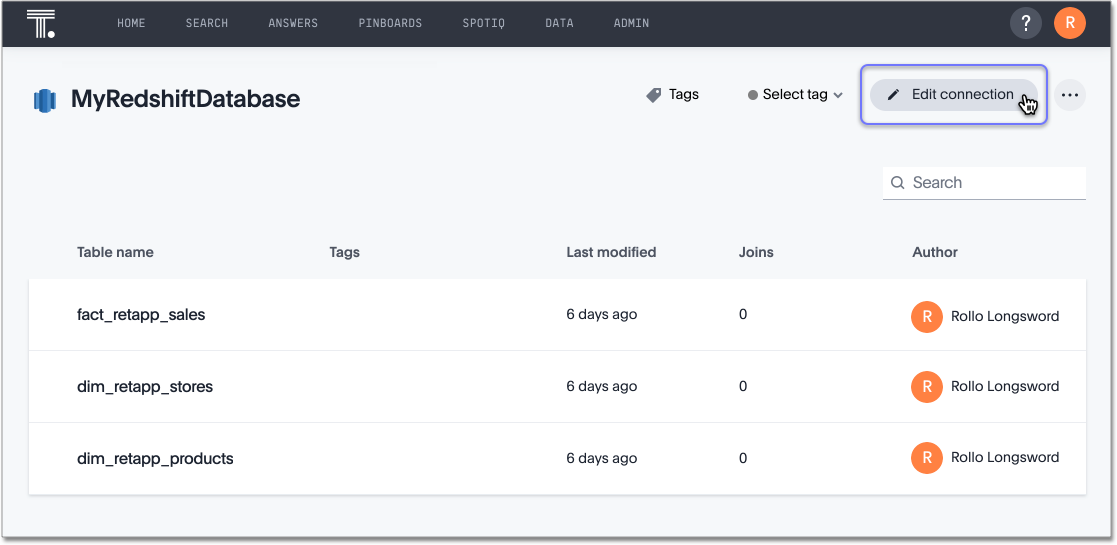 T. HOME SEARCH ANSWERS PINBOARDS SPOTIQ DATA ADMIN ? R
MyRedshiftDatabase Tags Select tag Edit connection ...
Search
Table name Tags Last modified Joins Author
fact_retapp_sales 6 days ago 0 R Rollo Longsword
dim_retapp_stores 6 days ago 0 R Rollo Longsword
dim_retapp_products 6 days ago 0 R Rollo Longsword